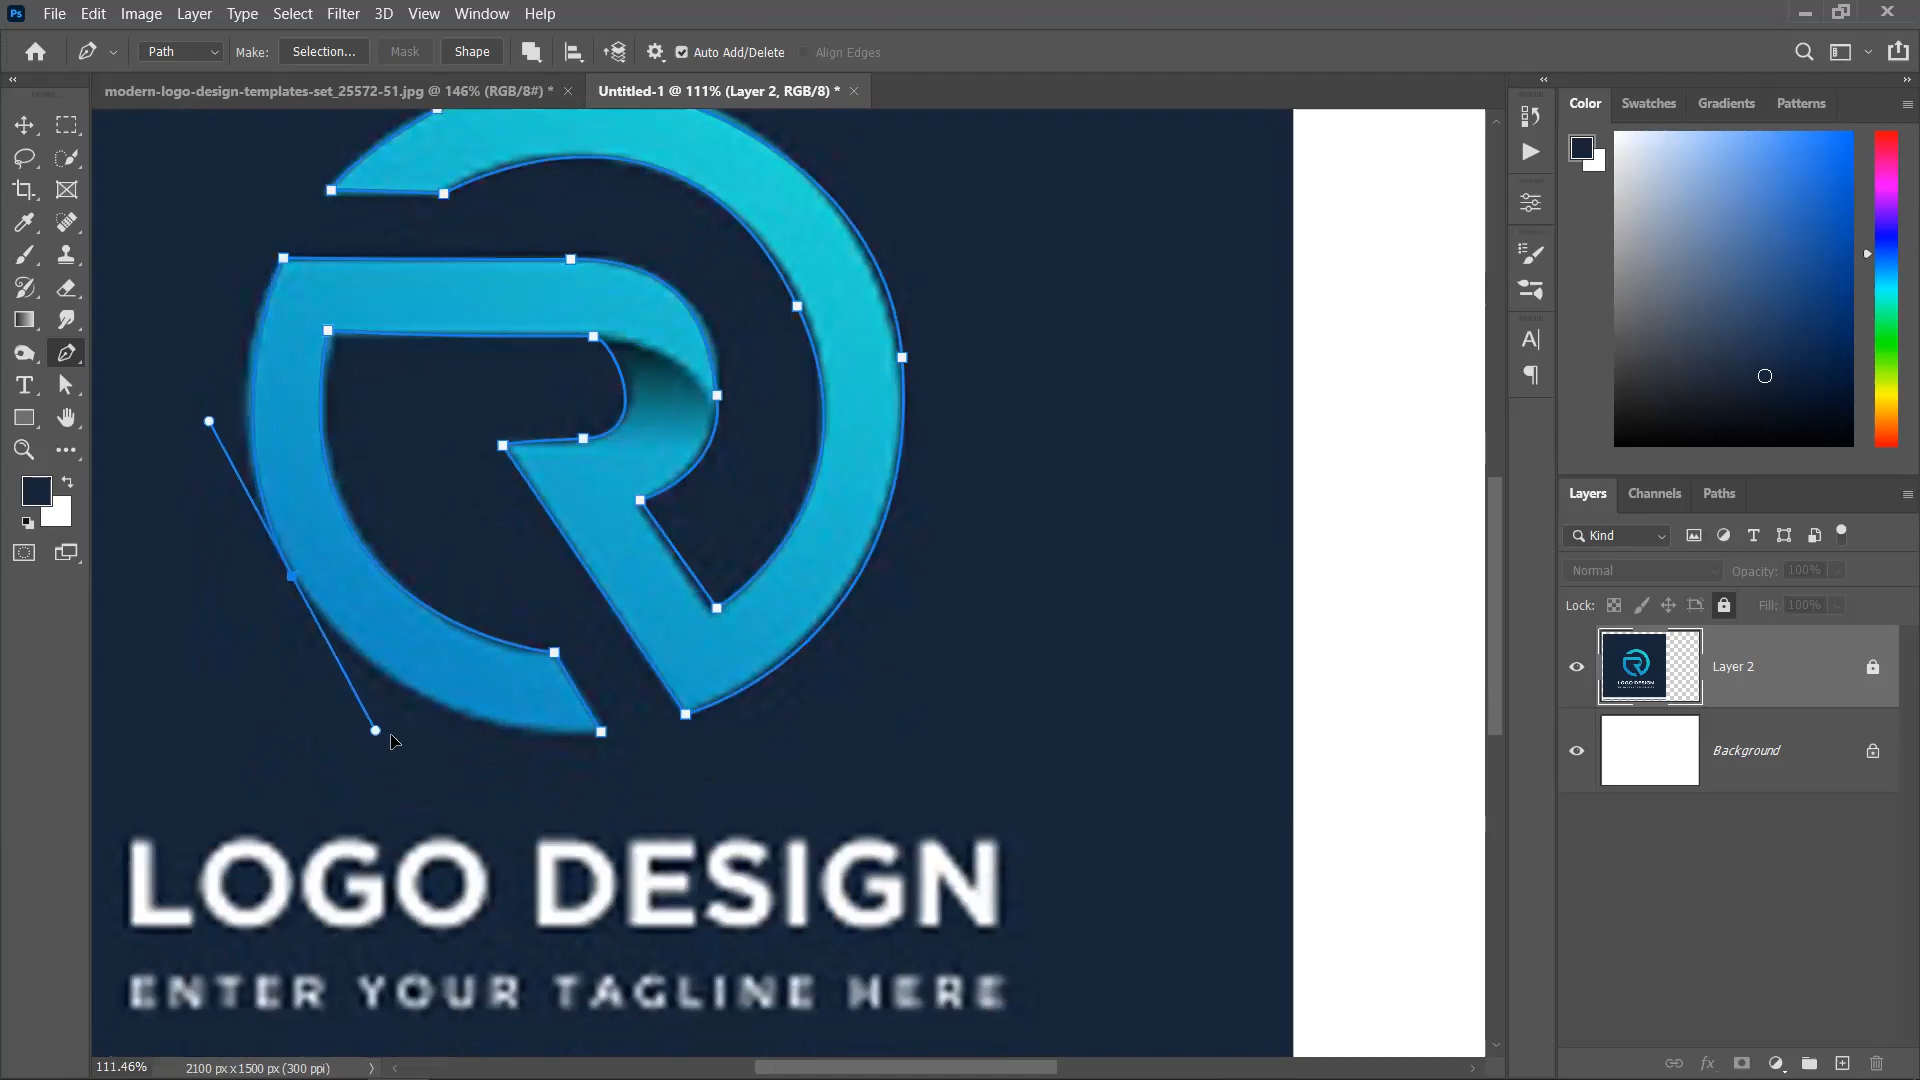 Ps File Edit Image Layer Type Select Filter 3D View Window Help
Path Make: Selection... Mask Shape Auto Add/Delete Align Edges
modern-logo-design-templates-set_25572-51.jpg @ 146% (RGB/8#) *
Untitled-1 @ 111% (Layer 2, RGB/8) *
Color Swatches Gradients Patterns
Layers Channels Paths
Kind
Normal Opacity: 100%
Lock: Fill: 100%
Layer 2
Background
LOGO DESIGN
ENTER YOUR TAGLINE HERE
111.46% 2100 px x 1500 px (300 ppi)